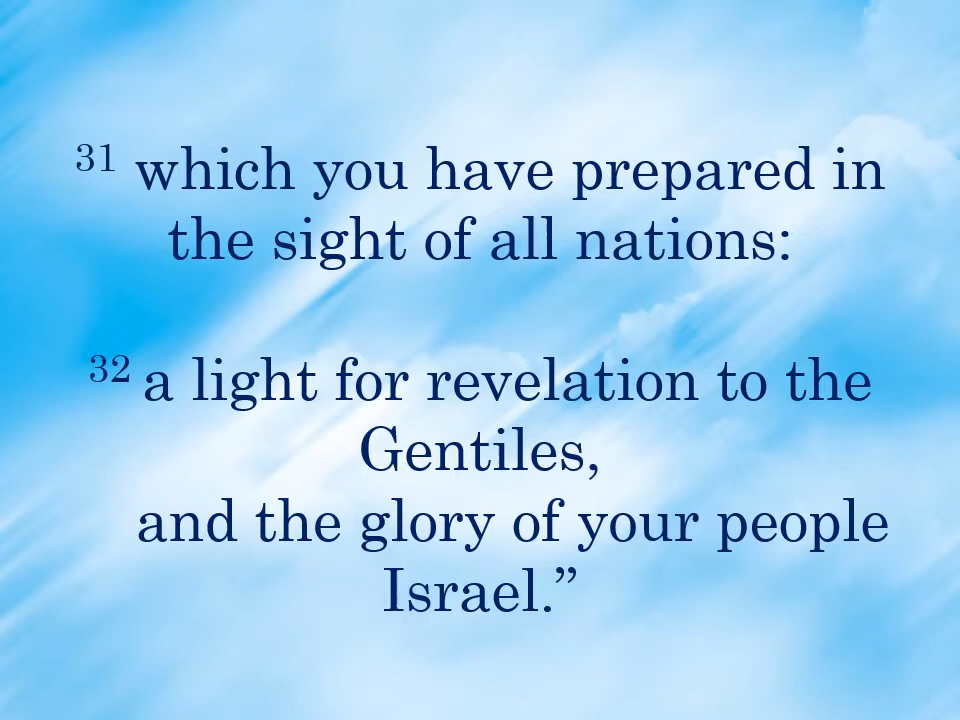 31 which you have prepared in
the sight of all nations:
32 a light for revelation to the
Gentiles,
and the glory of your people
Israel.”